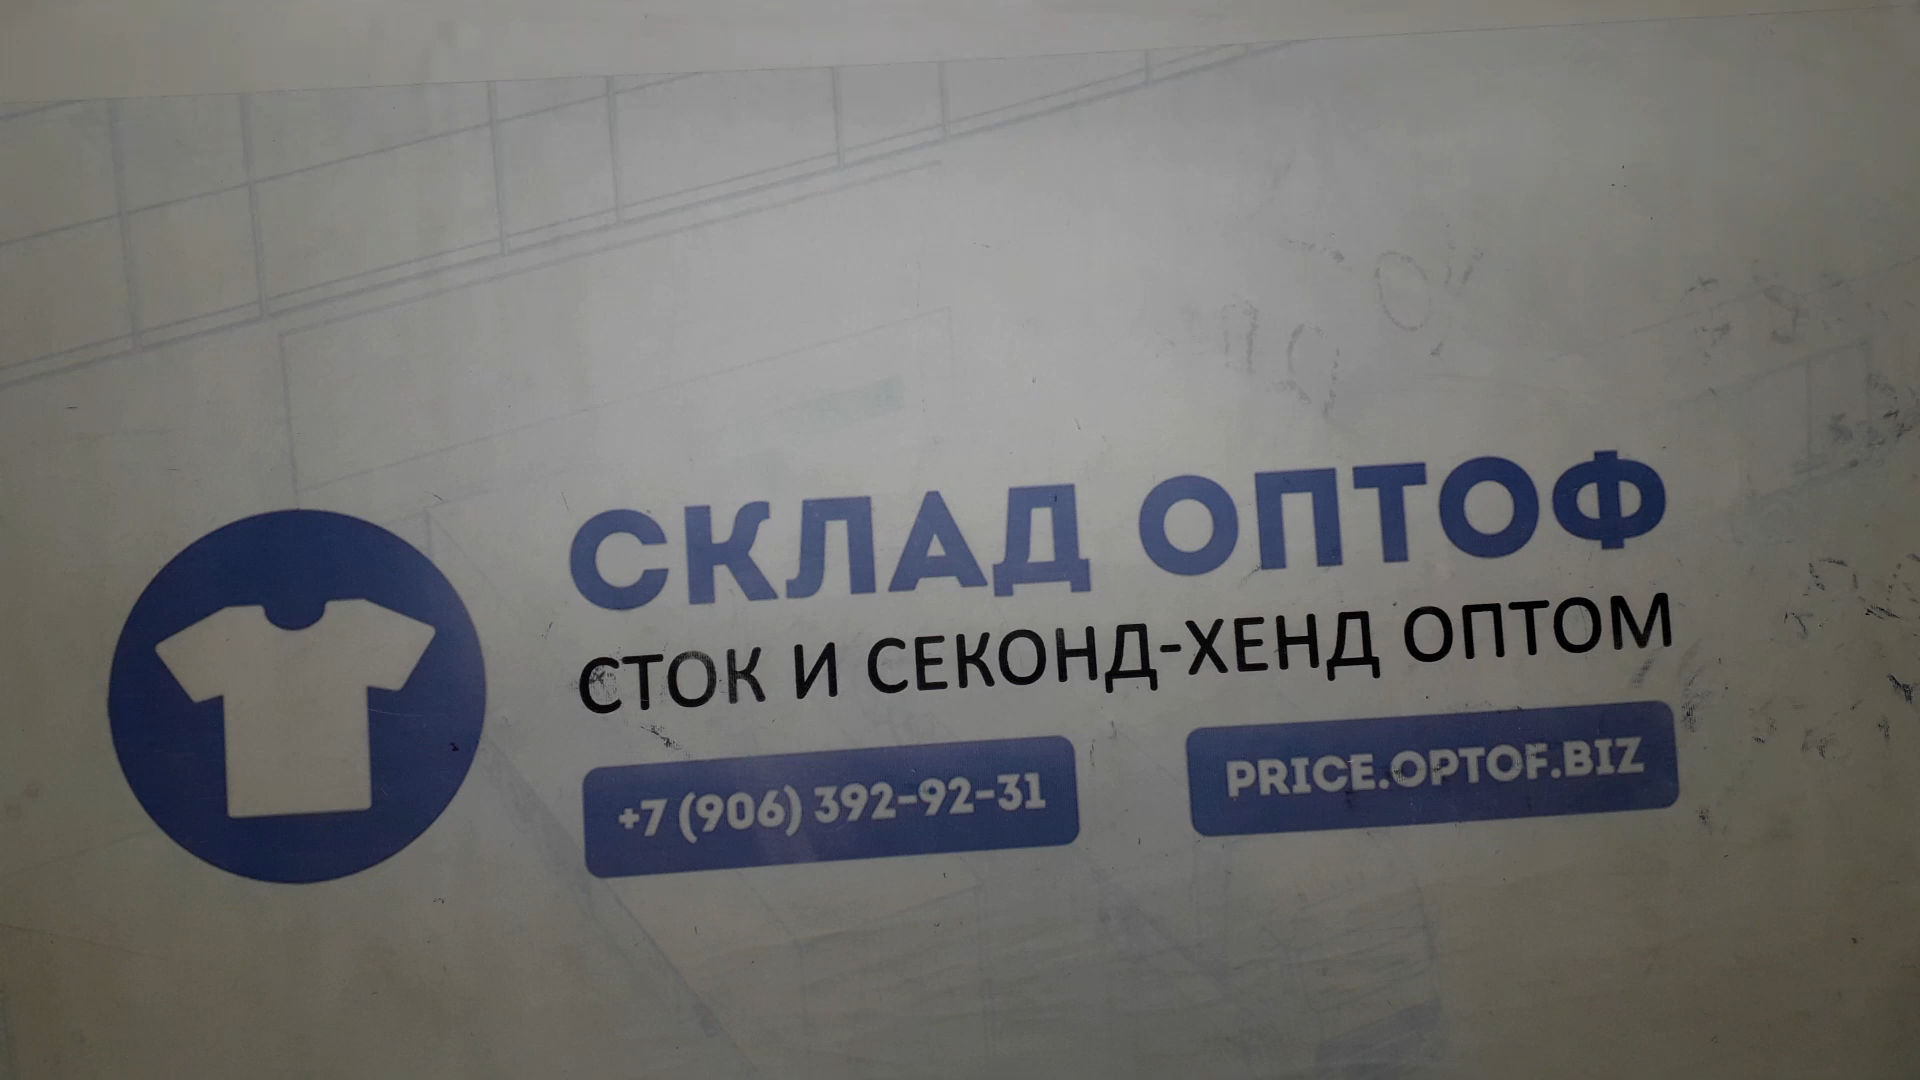 СКЛАД ОПТОФ
СТОК И СЕКОНД-ХЕНД ОПТОМ
+7 (906) 392-92-31
PRICE.OPTOF.BIZ